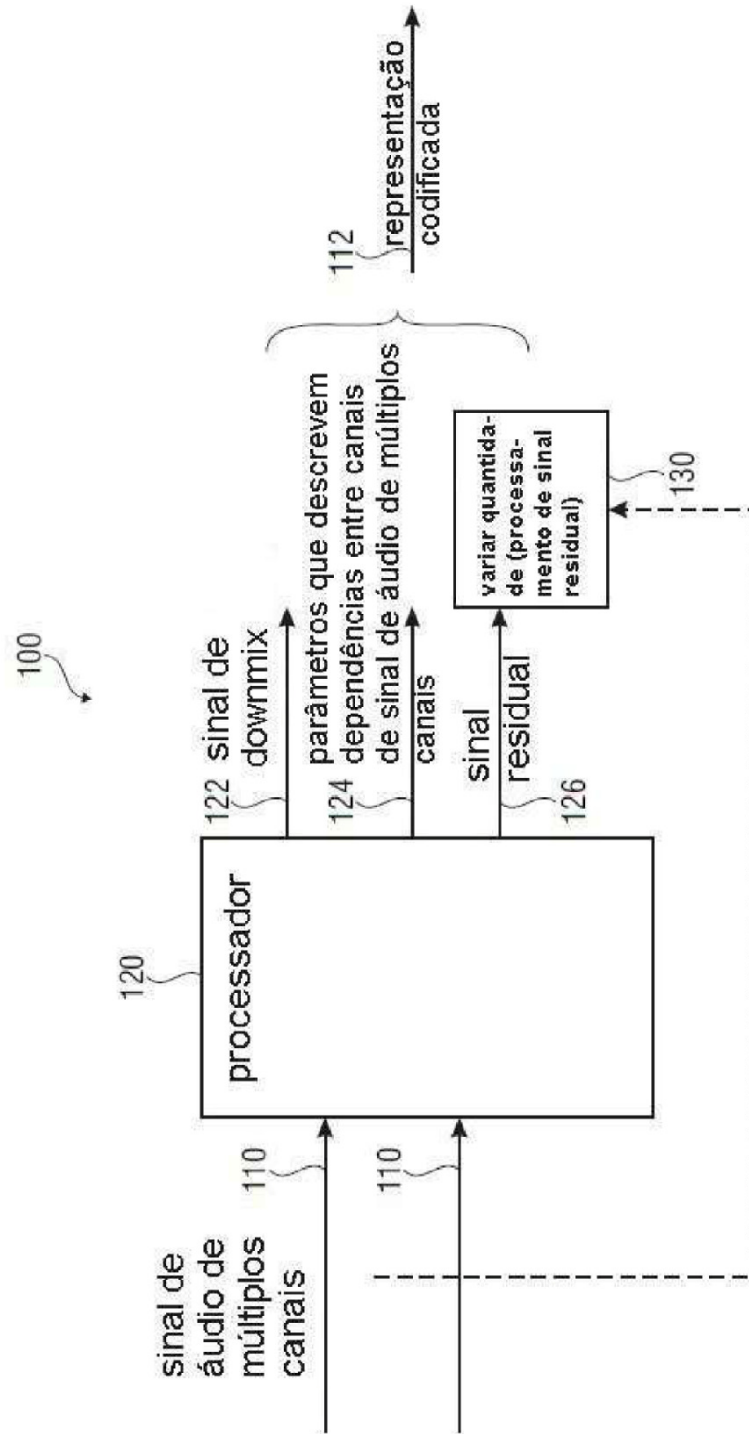 100
sinal de
áudio de
múltiplos
canais
110
110
120
processador
122
sinal de
downmix
124
parâmetros que descrevem
dependências entre canais
de sinal de áudio de múltiplos
canais
126
sinal
residual
variar quantida-
de (processa-
mento de sinal
residual)
130
112
representação
codificada